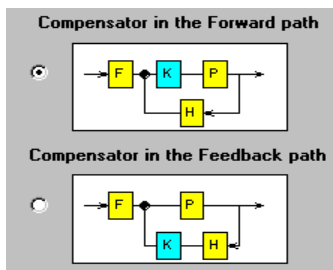 Compensator in the Forward path
F K P
H
Compensator in the Feedback path
F P
K H